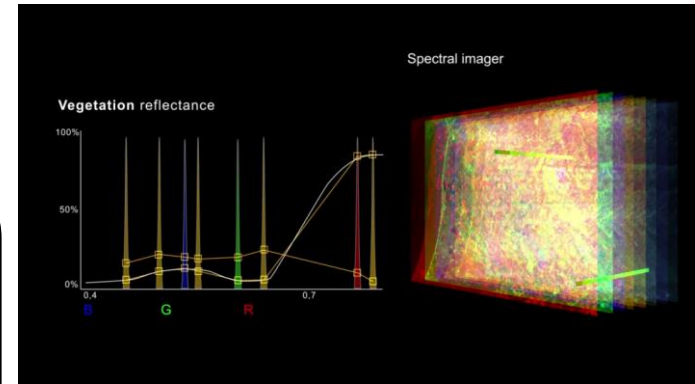 Spectral imager
Vegetation reflectance
100%
50%
0%
0,4 0,7
B G R